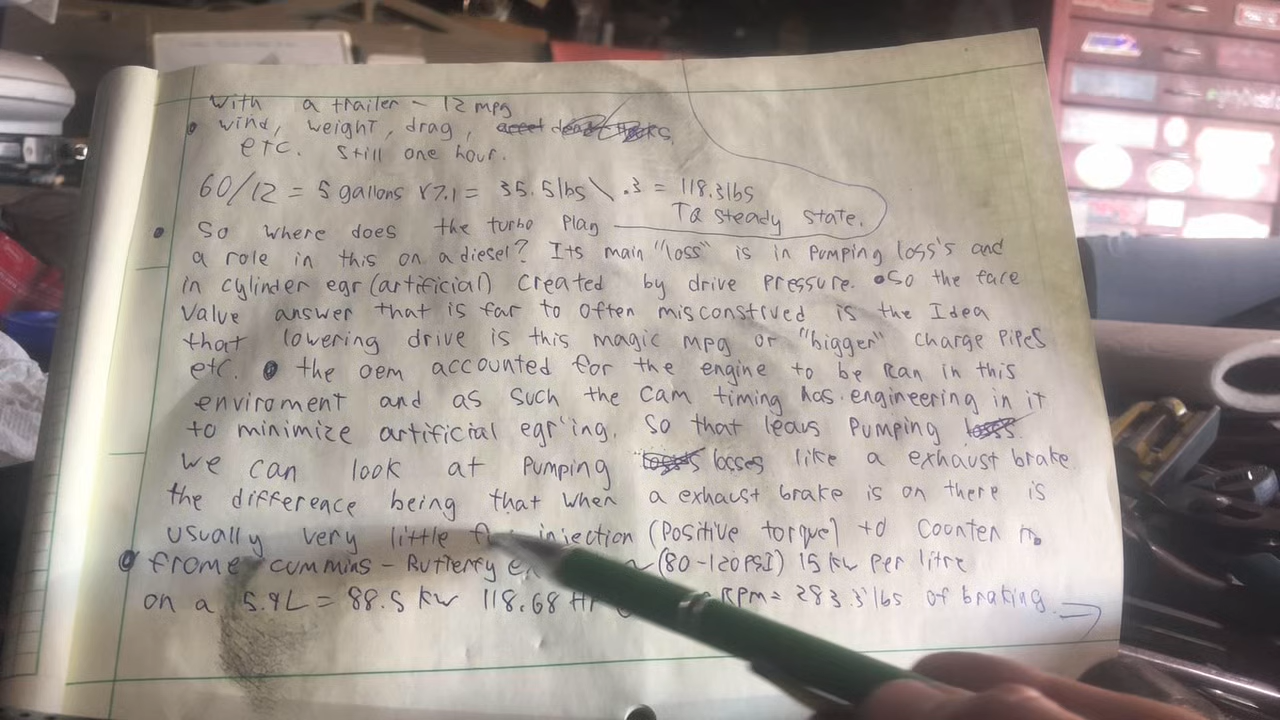 with a trailer - 12 mpg
• wind, weight, drag,
etc. still one hour.
60/12 = 5 gallons x7.1 = 35.5lbs \ .3 = 118.3lbs
TQ steady state.
• So where does the turbo Play
a role in this on a diesel? Its main "loss" is in Pumping loss's and
in cylinder egr (artificial) created by drive pressure. • So the face
Value answer that is far to often misconstrued is the Idea
that lowering drive is this magic mpg or "bigger" charge Pipes
etc. • the oem accounted for the engine to be ran in this
enviroment and as such the cam timing has engineering in it
to minimize artificial egr'ing. So that leavs Pumping loss.
We can look at Pumping losses like a exhaust brake.
the difference being that when a exhaust brake is on there is
usually very little injection (Positive torque) to counter
• frome cummins - Butterfly (80-120PSI) 15 kw Per litre
on a 5.9L = 88.5 kw 118.68 RPM = 283.3 lbs of braking.